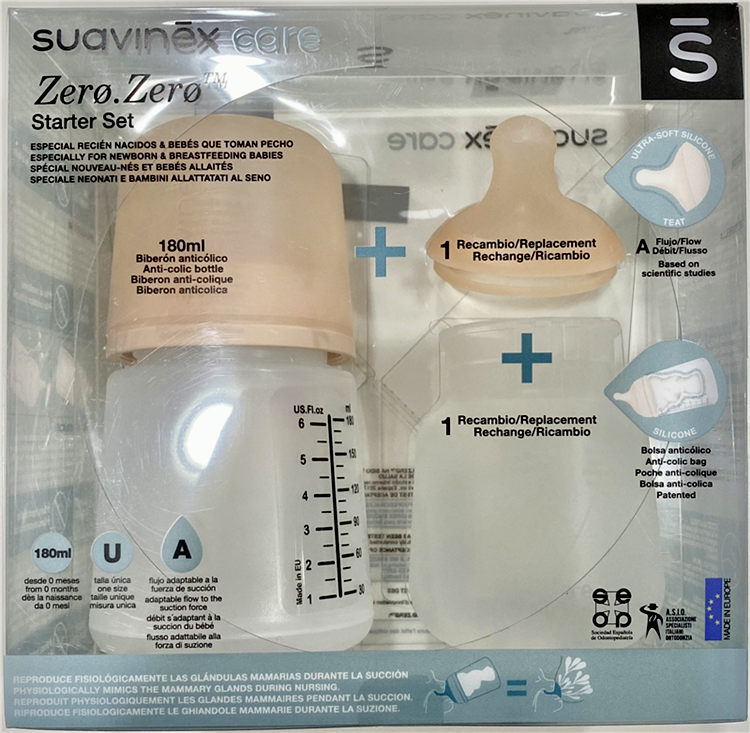 suavinēx care
Zerø.Zerø™
Starter Set
ESPECIAL RECIÉN NACIDOS & BEBÉS QUE TOMAN PECHO
ESPECIALLY FOR NEWBORN & BREASTFEEDING BABIES
SPÉCIAL NOUVEAU-NÉS ET BEBÉS ALLAITÉS
SPECIALE NEONATI E BAMBINI ALLATTATATI AL SENO
180ml
Biberón anticólico
Anti-colic bottle
Biberon anti-colique
Biberon anticolica
+
1 Recambio/Replacement
Rechange/Ricambio
ULTRA-SOFT SILICONE
TEAT
A Flujo/Flow
Débit/Flusso
Based on
scientific studies
+
1 Recambio/Replacement
Rechange/Ricambio
SILICONE
Bolsa anticólico
Anti-colic bag
Poche anti-colique
Bolsa anti-colica
Patented
US.Fl.oz ml
6 180
5 150
4 120
3 90
2 60
1 30
Made in EU
180ml
desde 0 meses
from 0 months
dès la naissance
da 0 mesi
U
talla única
one size
taille unique
misura unica
A
flujo adaptable a la
fuerza de succión
adaptable flow to the
suction force
débit s'adaptant à la
succion du bébé
flusso adattabile alla
forza di suzione
Sociedad Española
de Odontopediatría
A.S.I.O.
ASSOCIAZIONE
SPECIALISTI
ITALIANI
ORTODONZIA
MADE IN EUROPE
REPRODUCE FISIOLÓGICAMENTE LAS GLÁNDULAS MAMARIAS DURANTE LA SUCCIÓN
PHYSIOLOGICALLY MIMICS THE MAMMARY GLANDS DURING NURSING.
REPRODUIT PHYSIOLOGIQUEMENT LES GLANDES MAMMAIRES PENDANT LA SUCCION.
RIPRODUCE FISIOLOGICAMENTE LE GHIANDOLE MAMMARIE DURANTE LA SUZIONE.
=